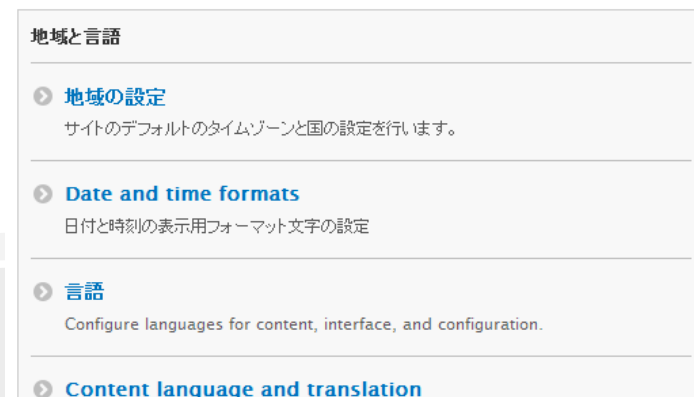 地域と言語
地域の設定
サイトのデフォルトのタイムゾーンと国の設定を行います。
Date and time formats
日付と時刻の表示用フォーマット文字の設定
言語
Configure languages for content, interface, and configuration.
Content language and translation